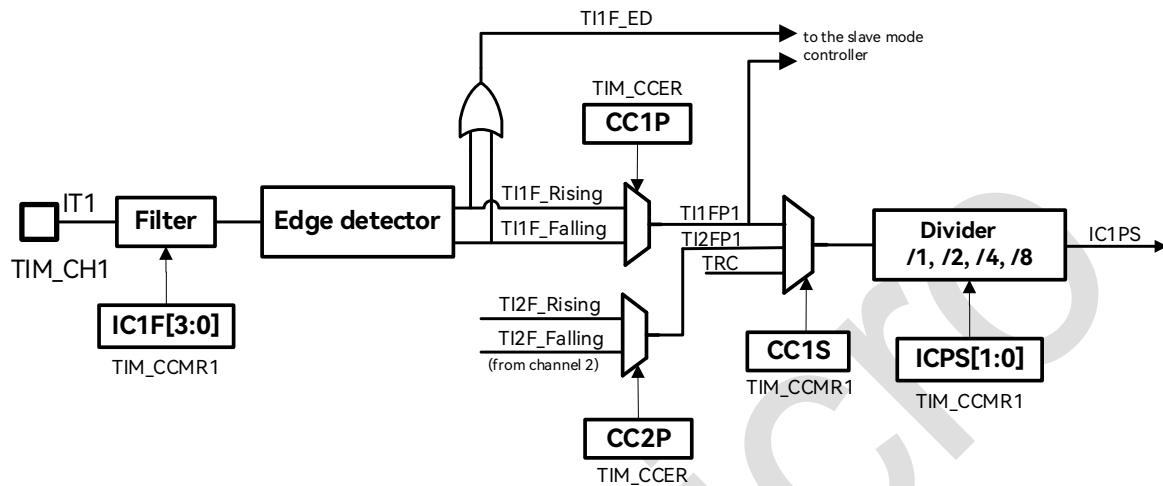 TI1F_ED
to the slave mode
controller
TIM_CCER
CC1P
IT1
Filter
Edge detector
TI1F_Rising
TI1F_Falling
TI1FP1
TI2FP1
TRC
Divider
/1, /2, /4, /8
IC1PS
TIM_CH1
IC1F[3:0]
TIM_CCMR1
TI2F_Rising
TI2F_Falling
(from channel 2)
CC1S
TIM_CCMR1
ICPS[1:0]
TIM_CCMR1
CC2P
TIM_CCER
icro